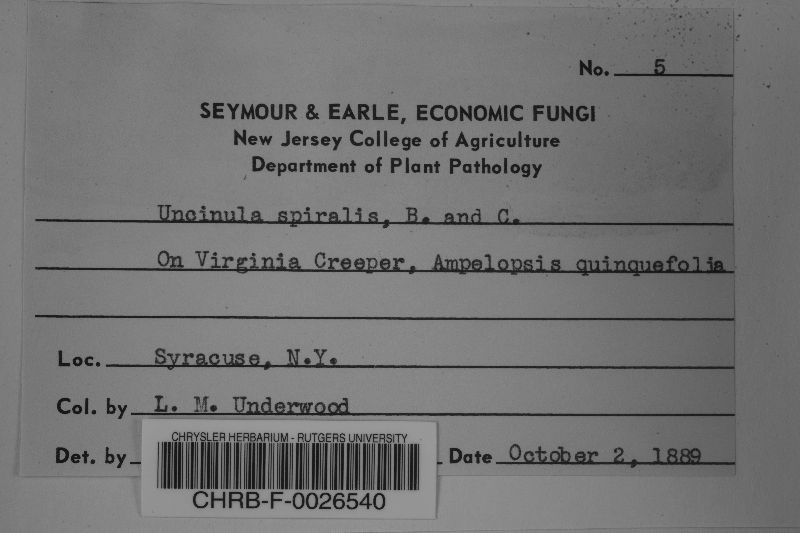 No. 5
SEYMOUR & EARLE, ECONOMIC FUNGI
New Jersey College of Agriculture
Department of Plant Pathology
Uncinula spiralis, B. and C.
On Virginia Creeper, Ampelopsis quinquefolia
Loc. Syracuse, N.Y.
Col. by L. M. Underwood
Det. by Date October 2, 1889
CHRYSLER HERBARIUM - RUTGERS UNIVERSITY
CHRB-F-0026540